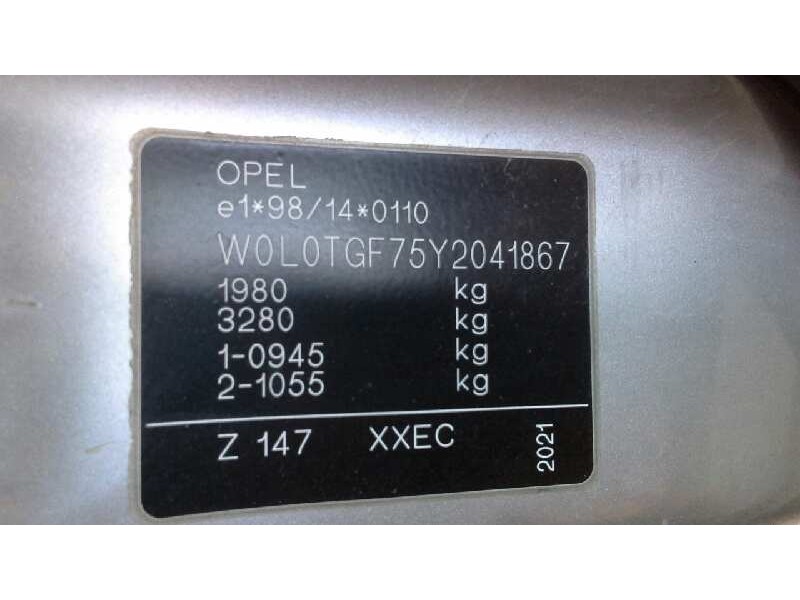 OPEL
e1*98/14*0110
W0L0TGF75Y2041867
1980 kg
3280 kg
1-0945 kg
2-1055 kg
Z 147 XXEC 2021